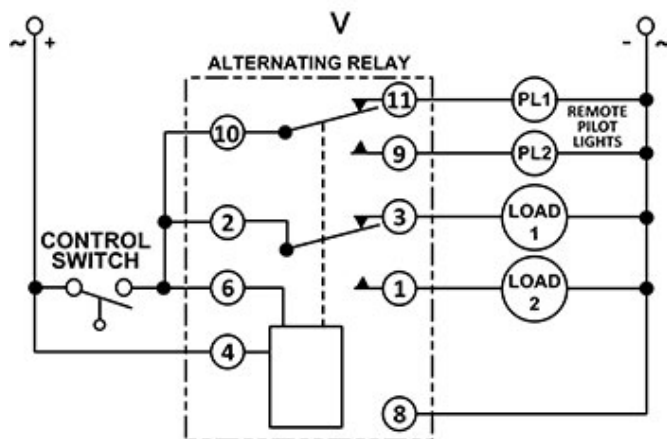 V
~ +
- ~
ALTERNATING RELAY
11
PL1
10
REMOTE
PILOT
LIGHTS
9
PL2
2
3
LOAD
1
CONTROL
SWITCH
6
1
LOAD
2
4
8